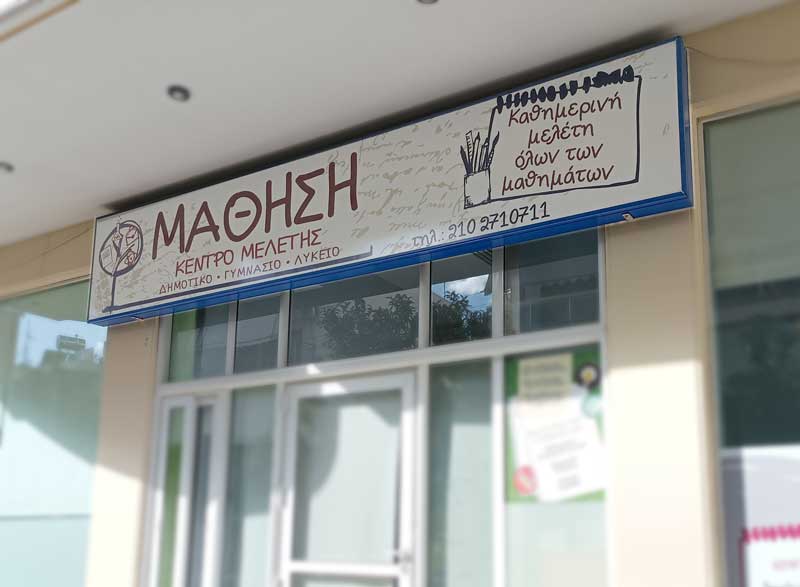 ΜΑΘΗΣΗ
ΚΕΝΤΡΟ ΜΕΛΕΤΗΣ
ΔΗΜΟΤΙΚΟ • ΓΥΜΝΑΣΙΟ • ΛΥΚΕΙΟ
Καθημερινή
μελέτη
όλων των
μαθημάτων
τηλ.: 210 2710711